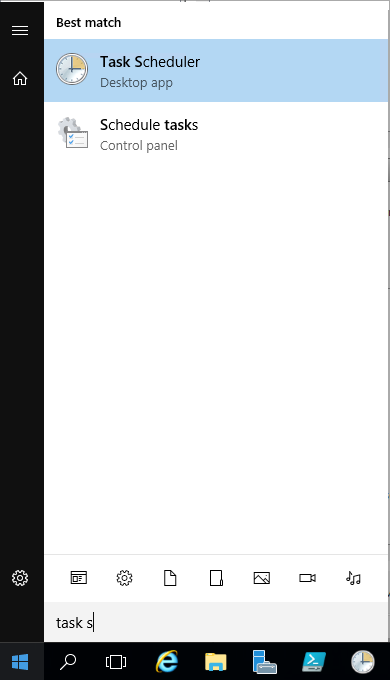 Best match
Task Scheduler
Desktop app
Schedule tasks
Control panel
task s